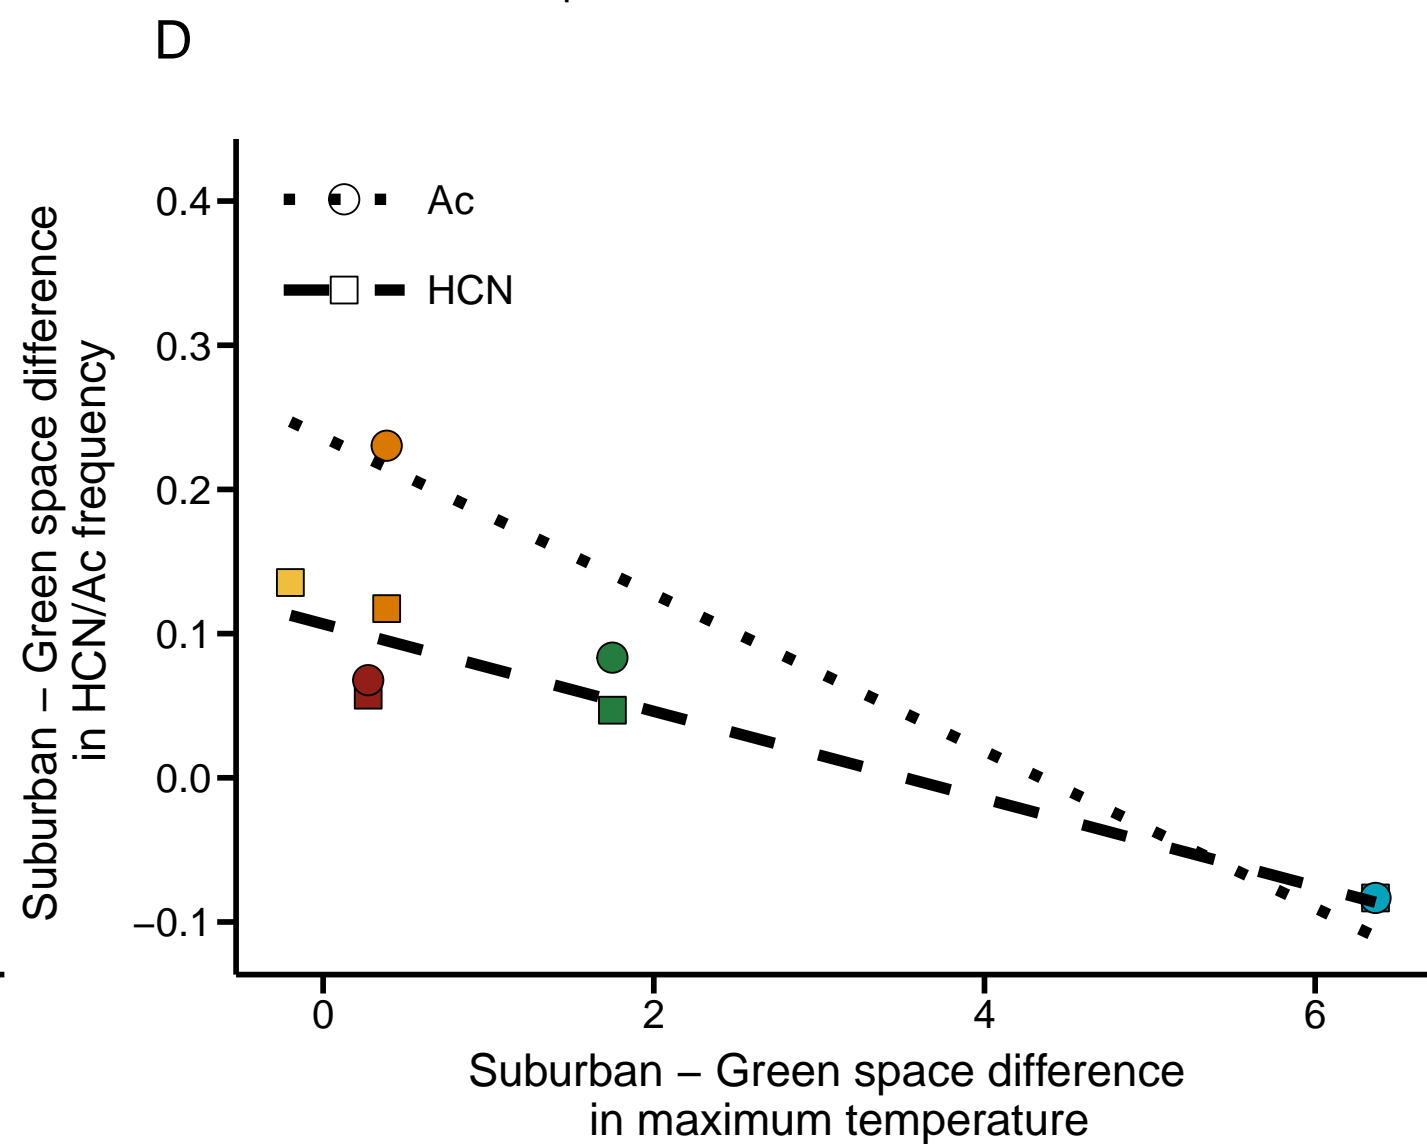 D
Ac
HCN
0.4
0.3
0.2
0.1
0.0
−0.1
Suburban − Green space difference
in HCN/Ac frequency
0
2
4
6
Suburban − Green space difference
in maximum temperature